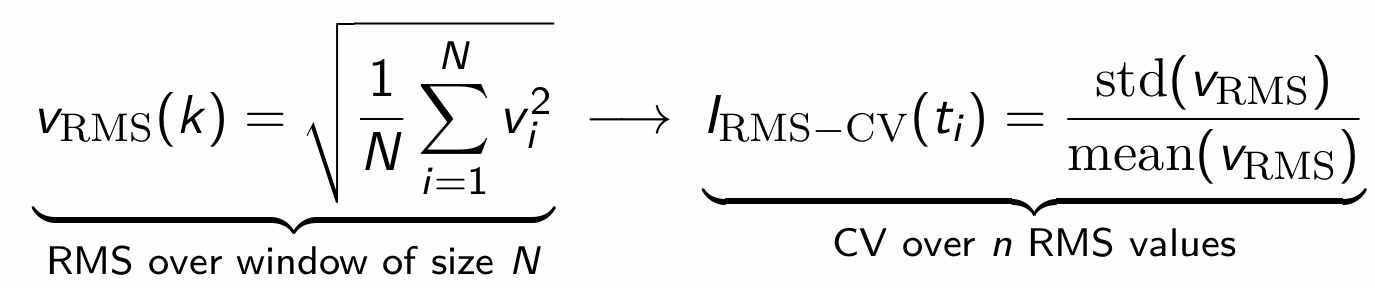 v_RMS(k) = √(1/N ∑_{i=1}^{N} v_i^2) ⟶ I_RMS−CV(t_i) = std(v_RMS) / mean(v_RMS)
RMS over window of size N
CV over n RMS values